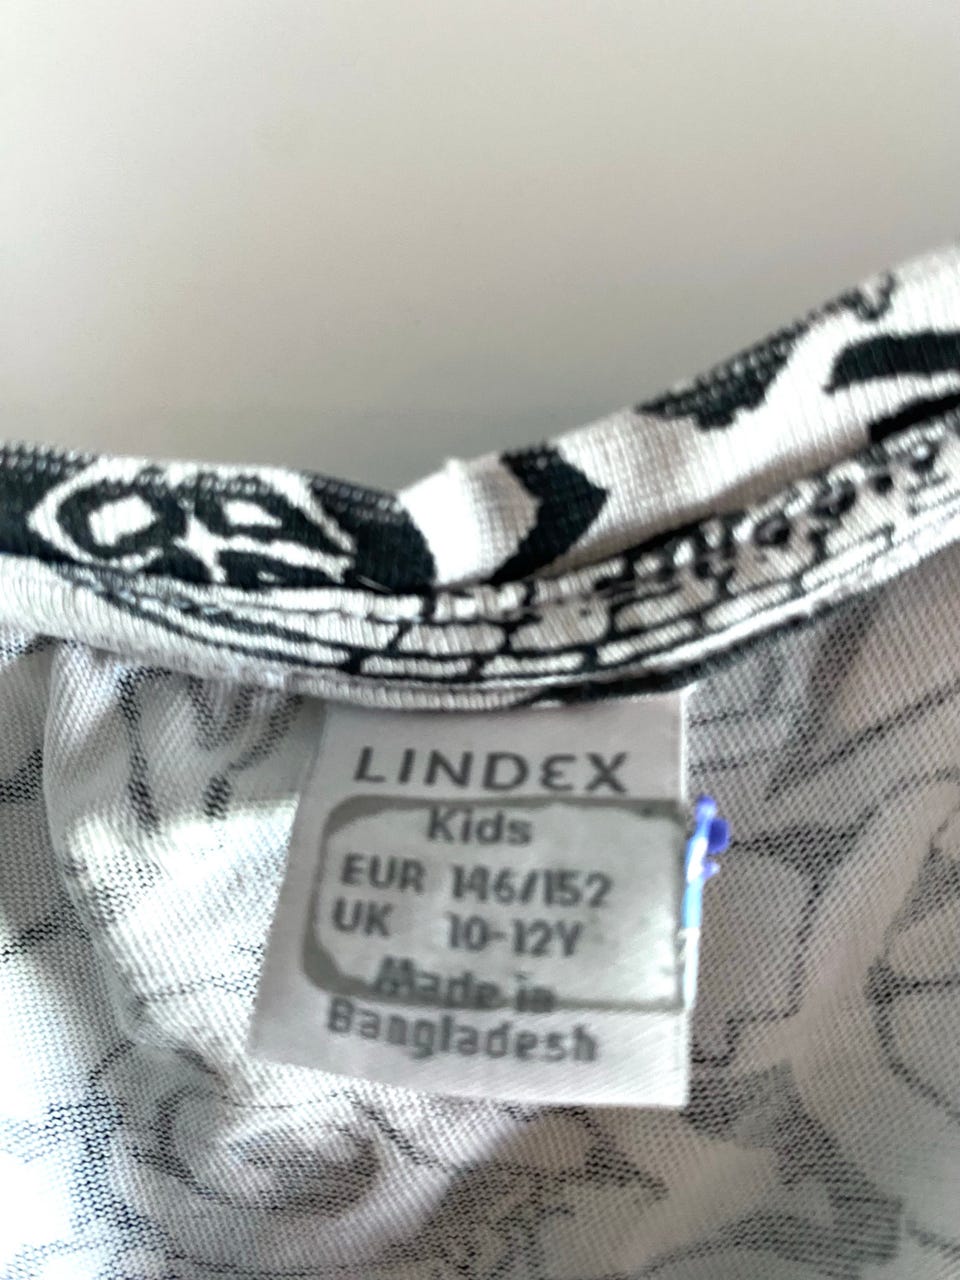 LINDEX
Kids
EUR 146/152
UK 10-12Y
Made in
Bangladesh